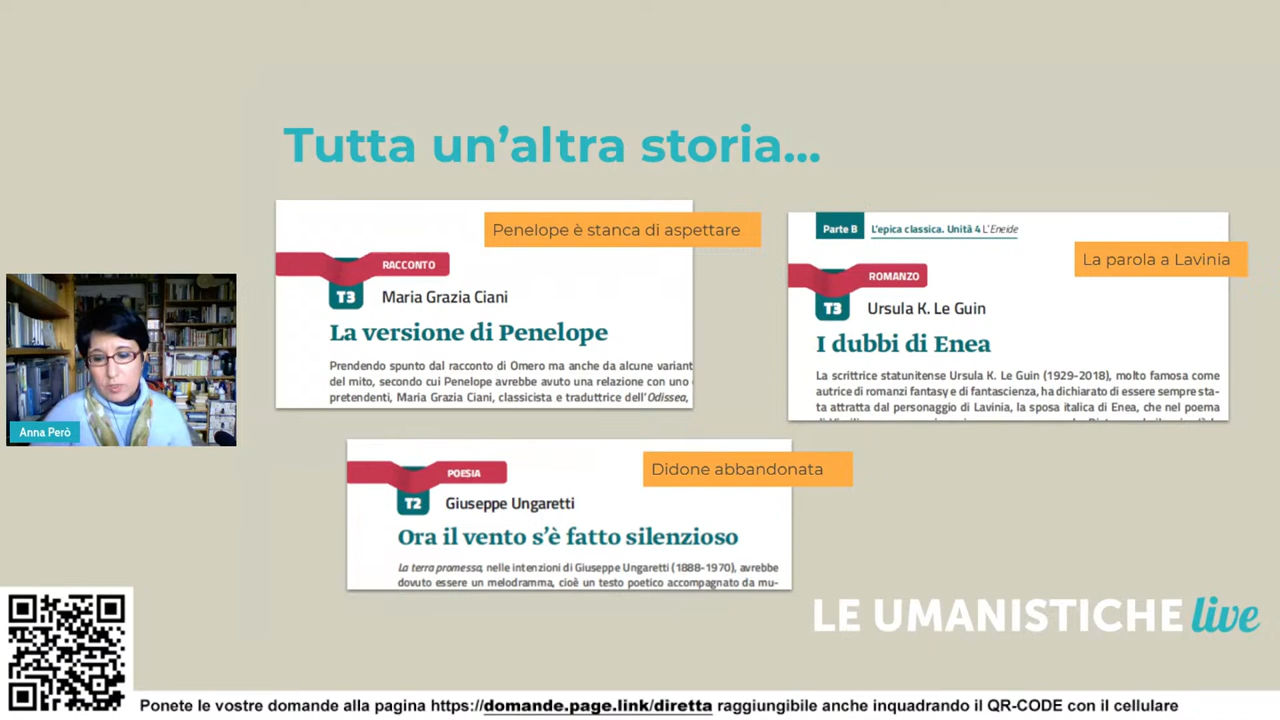 Tutta un’altra storia...
Penelope è stanca di aspettare
RACCONTO
T3 Maria Grazia Ciani
La versione di Penelope
Prendendo spunto dal racconto di Omero ma anche da alcune variant
del mito, secondo cui Penelope avrebbe avuto una relazione con uno
pretendenti, Maria Grazia Ciani, classicista e traduttrice dell’Odissea,
Parte B L’epica classica. Unità 4 L’Eneide
La parola a Lavinia
ROMANZO
T3 Ursula K. Le Guin
I dubbi di Enea
La scrittrice statunitense Ursula K. Le Guin (1929-2018), molto famosa come
autrice di romanzi fantasy e di fantascienza, ha dichiarato di essere sempre sta-
ta attratta dal personaggio di Lavinia, la sposa italica di Enea, che nel poema
Anna Però
Didone abbandonata
POESIA
T2 Giuseppe Ungaretti
Ora il vento s’è fatto silenzioso
La terra promessa, nelle intenzioni di Giuseppe Ungaretti (1888-1970), avrebbe
dovuto essere un melodramma, cioè un testo poetico accompagnato da mu-
LE UMANISTICHE live
Ponete le vostre domande alla pagina https://domande.page.link/diretta raggiungibile anche inquadrando il QR-CODE con il cellulare